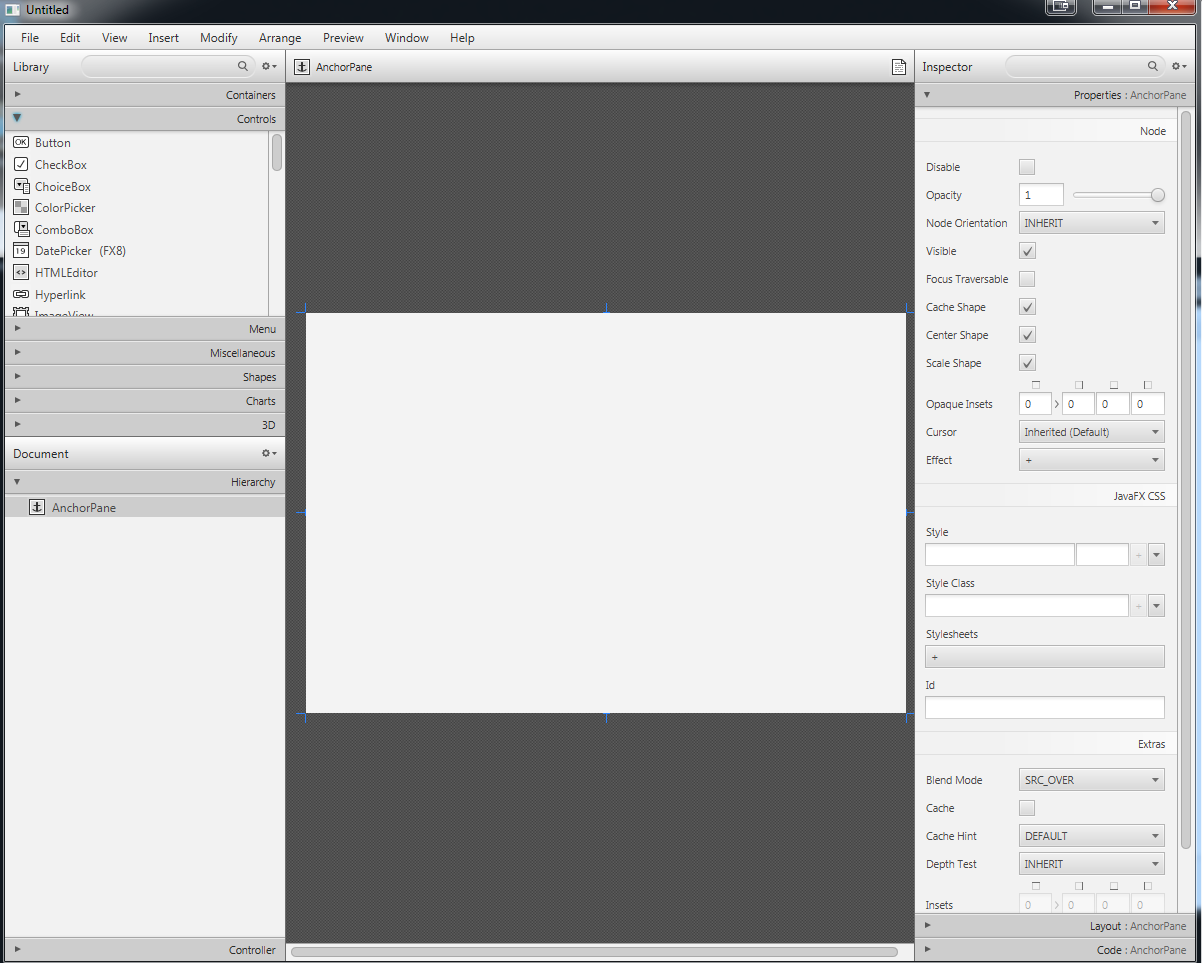 Untitled
File Edit View Insert Modify Arrange Preview Window Help
Library
Containers
Controls
OK Button
CheckBox
ChoiceBox
ColorPicker
ComboBox
19 DatePicker (FX8)
HTMLEditor
Hyperlink
ImageView
Menu
Miscellaneous
Shapes
Charts
3D
Document
Hierarchy
AnchorPane
Controller
AnchorPane
Inspector
Properties : AnchorPane
Node
Disable
Opacity 1
Node Orientation INHERIT
Visible
Focus Traversable
Cache Shape
Center Shape
Scale Shape
Opaque Insets 0 > 0 0 0
Cursor Inherited (Default)
Effect +
JavaFX CSS
Style
+
Style Class
+
Stylesheets
+
Id
Extras
Blend Mode SRC_OVER
Cache
Cache Hint DEFAULT
Depth Test INHERIT
Insets 0 > 0 0 0
Layout : AnchorPane
Code : AnchorPane